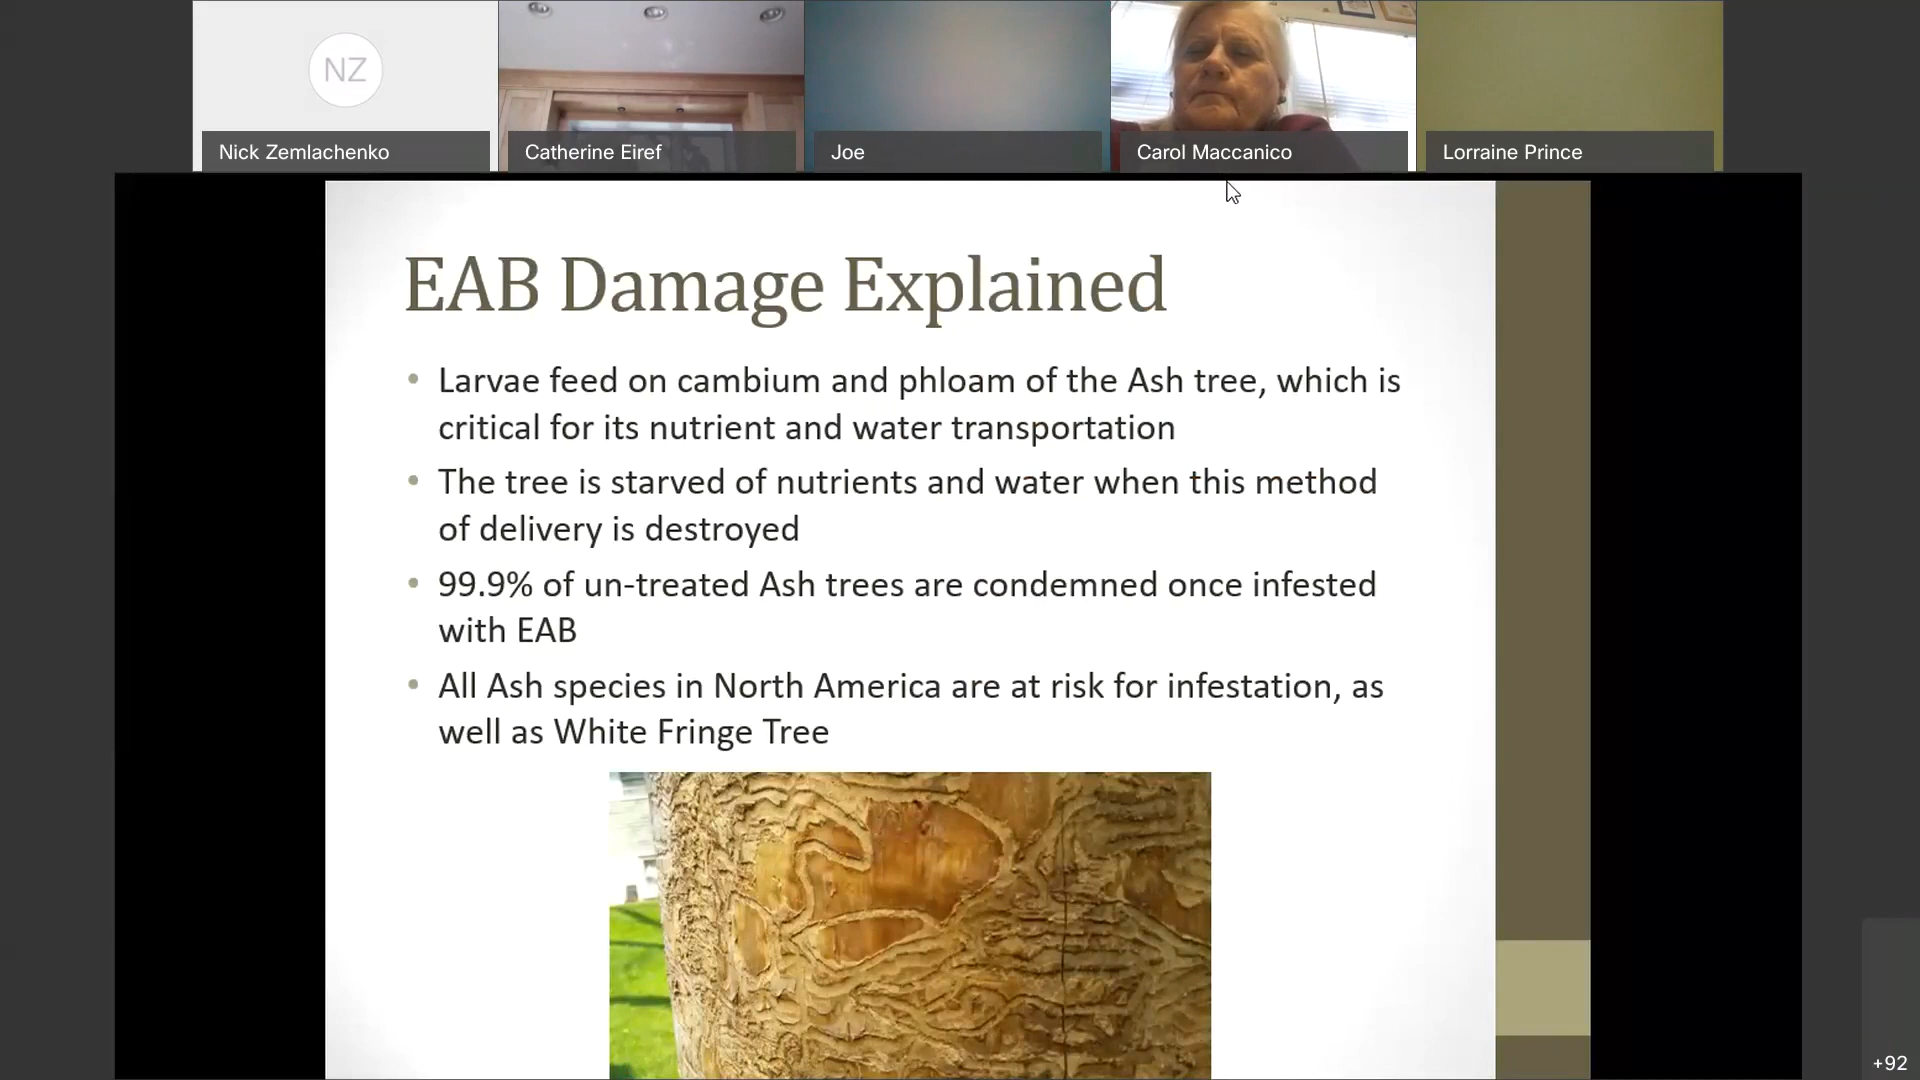 NZ
Nick Zemlachenko
Catherine Eiref
Joe
Carol Maccanico
Lorraine Prince
EAB Damage Explained
• Larvae feed on cambium and phloam of the Ash tree, which is
critical for its nutrient and water transportation
• The tree is starved of nutrients and water when this method
of delivery is destroyed
• 99.9% of un-treated Ash trees are condemned once infested
with EAB
• All Ash species in North America are at risk for infestation, as
well as White Fringe Tree
+92